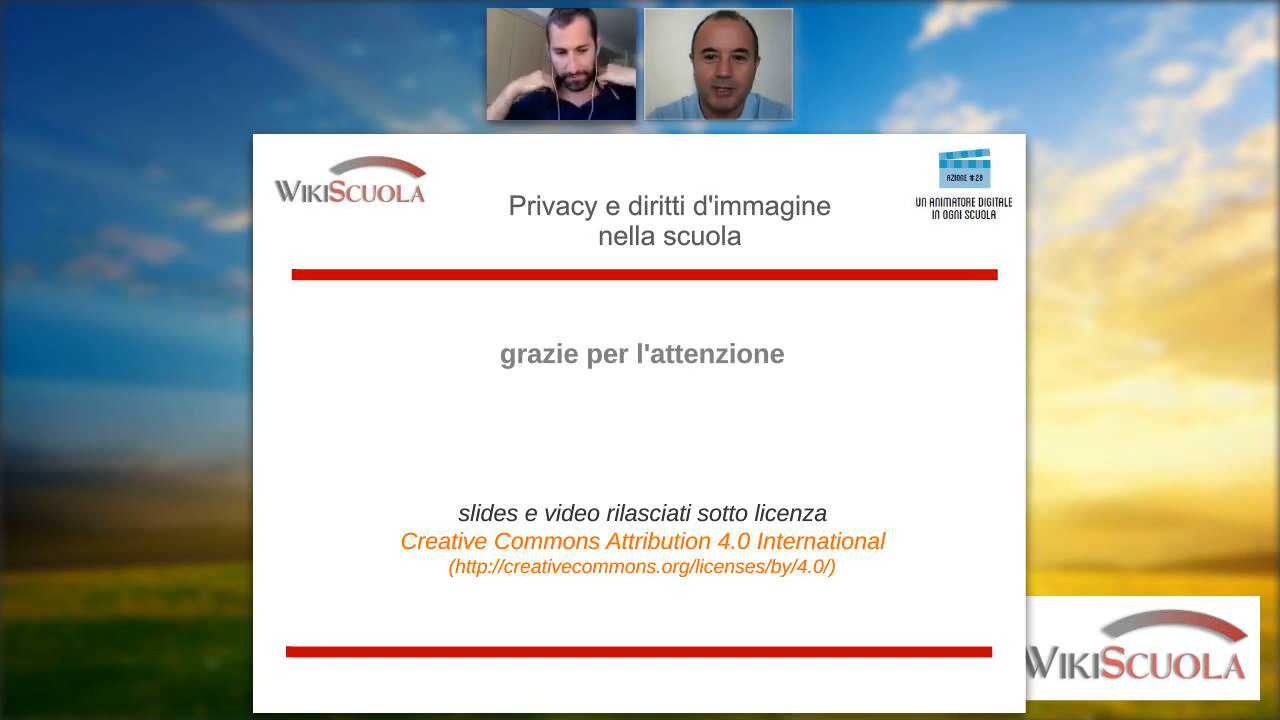 WIKISCUOLA
AZIONE #28
UN ANIMATORE DIGITALE
IN OGNI SCUOLA
Privacy e diritti d'immagine
nella scuola
grazie per l'attenzione
slides e video rilasciati sotto licenza
Creative Commons Attribution 4.0 International
(http://creativecommons.org/licenses/by/4.0/)
WIKISCUOLA